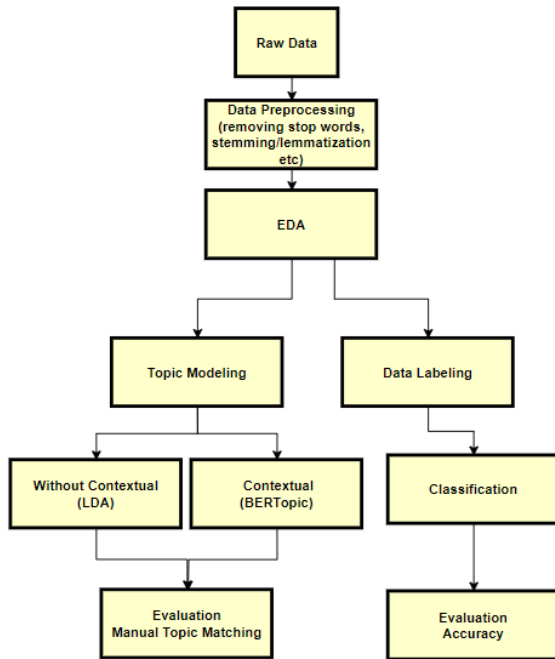 Raw Data
Data Preprocessing
(removing stop words,
stemming/lemmatization
etc)
EDA
Topic Modeling
Data Labeling
Without Contextual
(LDA)
Contextual
(BERTopic)
Classification
Evaluation
Manual Topic Matching
Evaluation
Accuracy